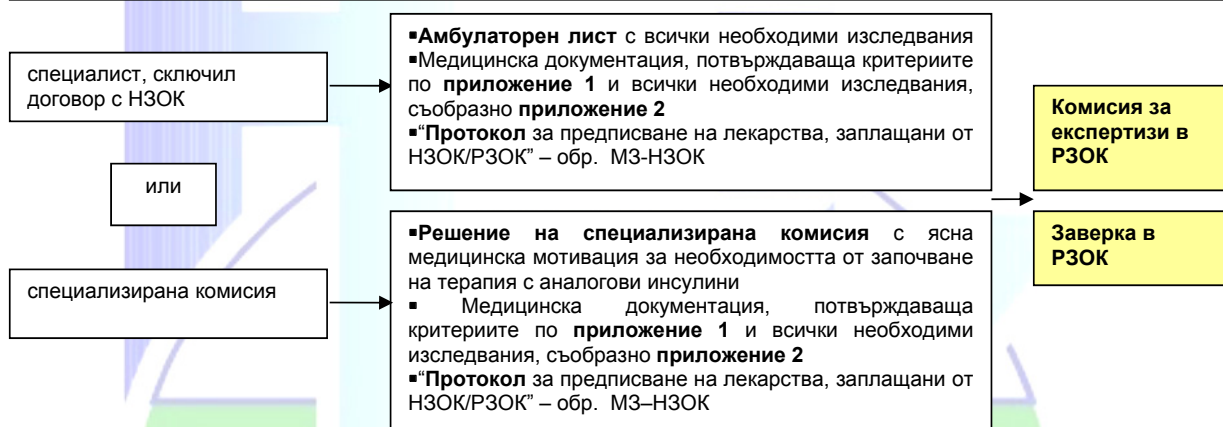 специалист, сключил
договор с НЗОК
или
специализирана комисия
▪Амбулаторен лист с всички необходими изследвания
▪Медицинска документация, потвърждаваща критериите
по приложение 1 и всички необходими изследвания,
съобразно приложение 2
▪“Протокол за предписване на лекарства, заплащани от
НЗОК/РЗОК” – обр. МЗ-НЗОК
▪Решение на специализирана комисия с ясна
медицинска мотивация за необходимостта от започване
на терапия с аналогови инсулини
▪ Медицинска документация, потвърждаваща
критериите по приложение 1 и всички необходими
изследвания, съобразно приложение 2
▪“Протокол за предписване на лекарства, заплащани от
НЗОК/РЗОК” – обр. МЗ–НЗОК
Комисия за
експертизи в
РЗОК
Заверка в
РЗОК